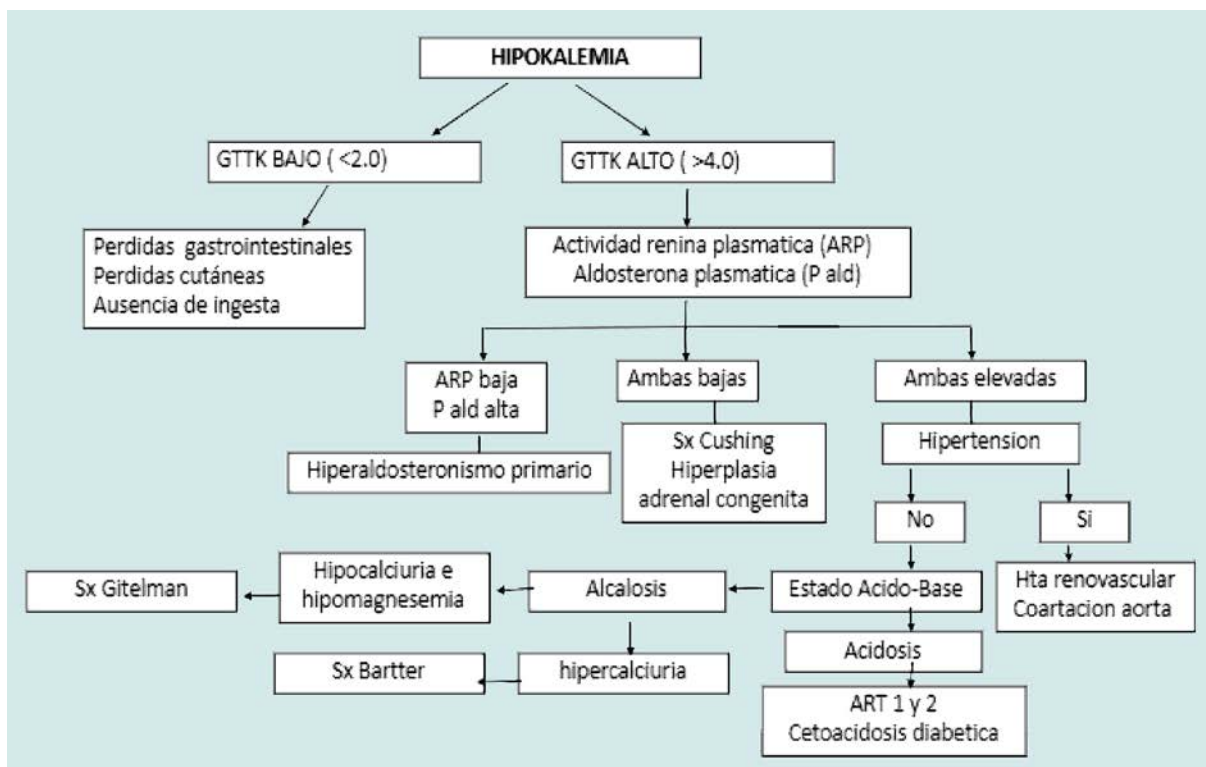 HIPOKALEMIA
GTTK BAJO ( <2.0)
GTTK ALTO ( >4.0)
Perdidas gastrointestinales
Perdidas cutáneas
Ausencia de ingesta
Actividad renina plasmatica (ARP)
Aldosterona plasmatica (P ald)
ARP baja
P ald alta
Ambas bajas
Ambas elevadas
Hiperaldosteronismo primario
Sx Cushing
Hiperplasia
adrenal congenita
Hipertension
No
Si
Sx Gitelman
Hipocalciuria e
hipomagnesemia
Alcalosis
Estado Acido-Base
Hta renovascular
Coartacion aorta
Sx Bartter
hipercalciuria
Acidosis
ART 1 y 2
Cetoacidosis diabetica